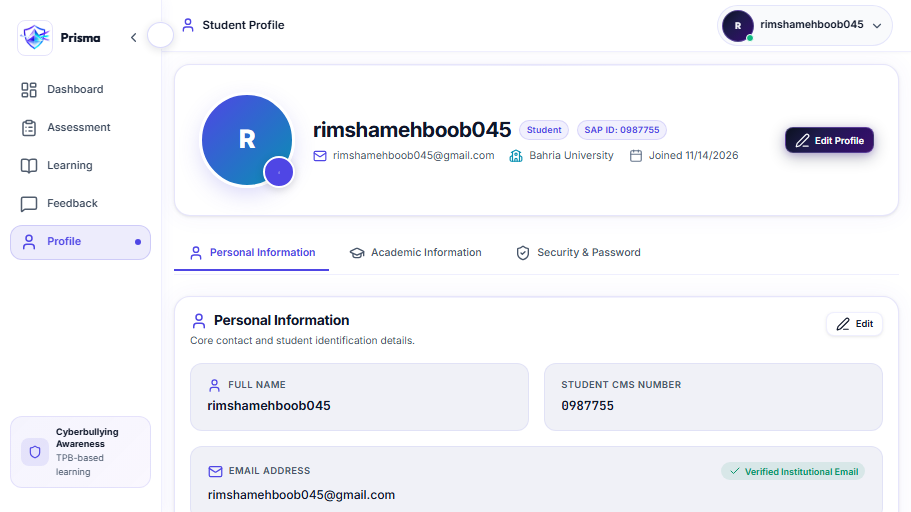 Prisma
Student Profile
R
rimshamehboob045
Dashboard
Assessment
Learning
Feedback
Profile
R
rimshamehboob045
Student
SAP ID: 0987755
rimshamehboob045@gmail.com
Bahria University
Joined 11/14/2026
Edit Profile
Personal Information
Academic Information
Security & Password
Personal Information
Edit
Core contact and student identification details.
FULL NAME
rimshamehboob045
STUDENT CMS NUMBER
0987755
EMAIL ADDRESS
Verified Institutional Email
rimshamehboob045@gmail.com
Cyberbullying
Awareness
TPB-based
learning